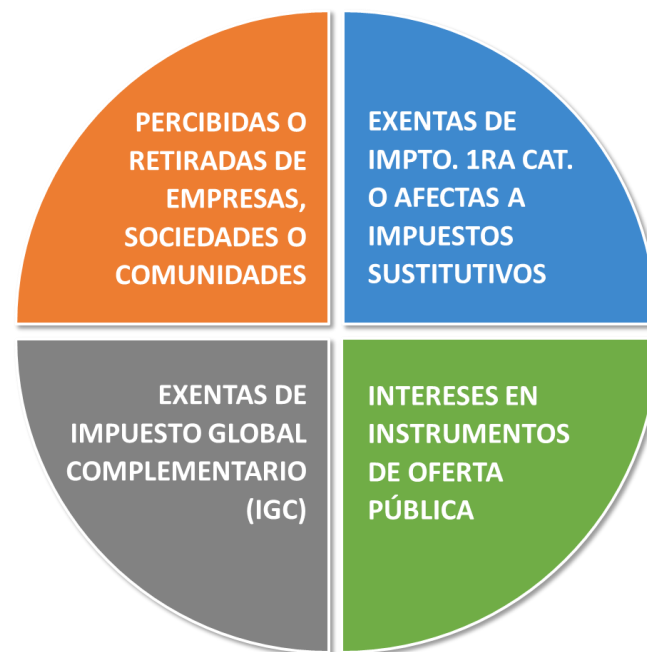 PERCIBIDAS O
RETIRADAS DE
EMPRESAS,
SOCIEDADES O
COMUNIDADES
EXENTAS DE
IMPTO. 1RA CAT.
O AFECTAS A
IMPUESTOS
SUSTITUTIVOS
EXENTAS DE
IMPUESTO GLOBAL
COMPLEMENTARIO
(IGC)
INTERESES EN
INSTRUMENTOS
DE OFERTA
PÚBLICA